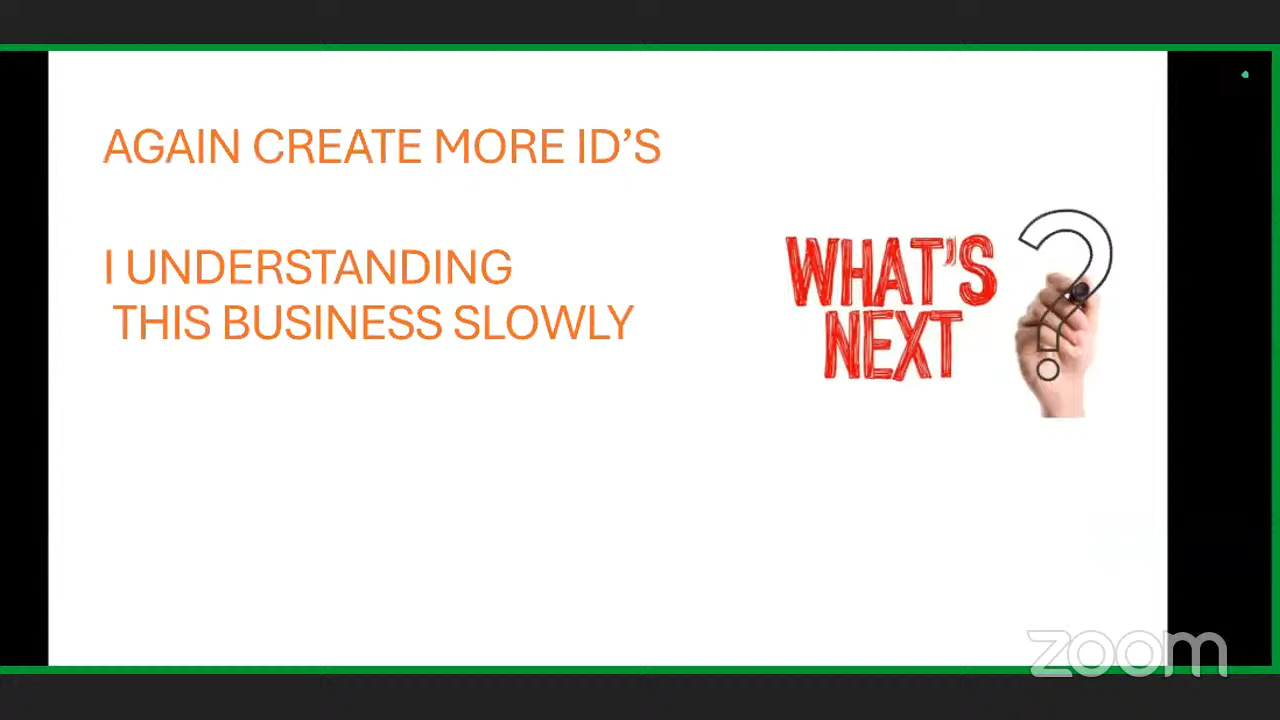 AGAIN CREATE MORE ID’S
I UNDERSTANDING
THIS BUSINESS SLOWLY
WHAT'S
NEXT
zoom